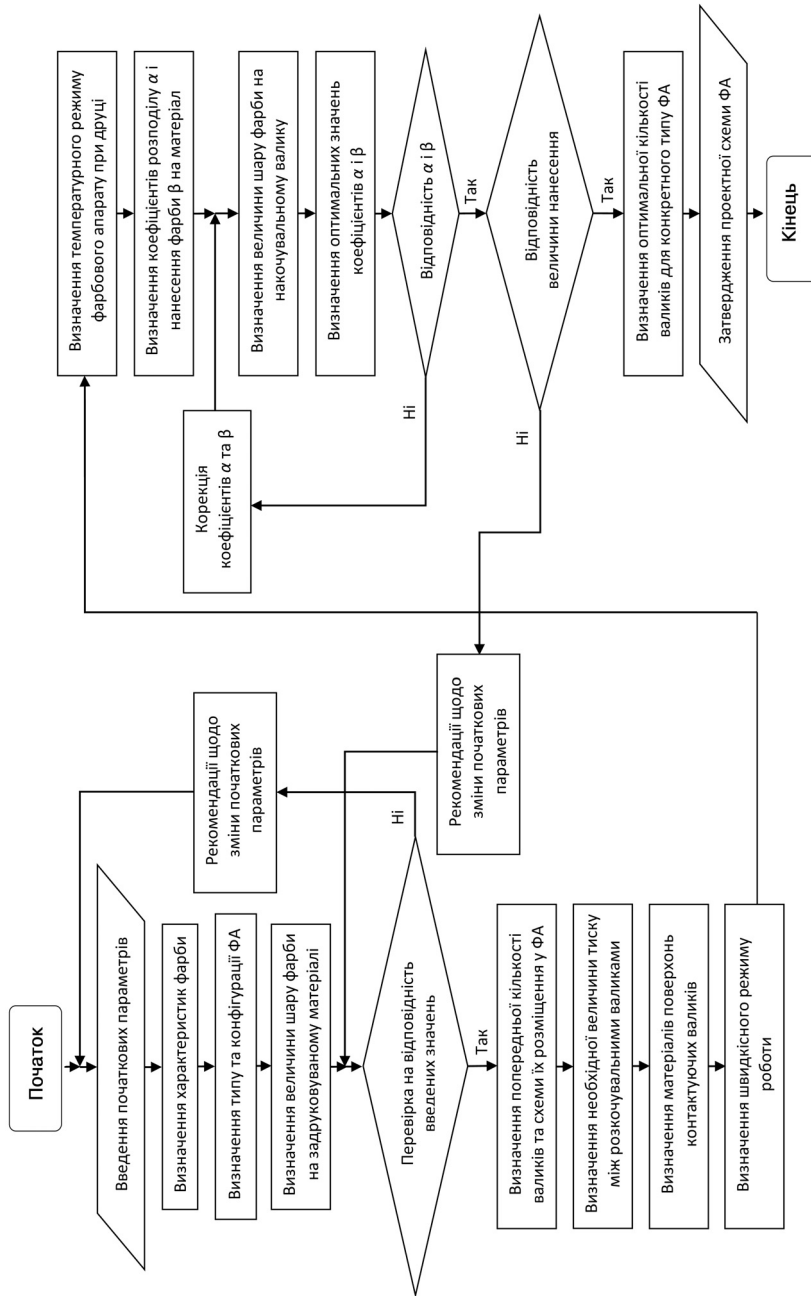 Початок
Введення початкових параметрів
Визначення характеристик фарби
Визначення типу та конфігурації ФА
Визначення величини шару фарби
на задруковуваному матеріалі
Перевірка на відповідність
введених значень
Ні
Рекомендації щодо
зміни початкових
параметрів
Так
Визначення попередньої кількості
валиків та схеми їх розміщення у ФА
Визначення необхідної величини тиску
між розкочувальними валиками
Визначення матеріалів поверхонь
контактуючих валиків
Визначення швидкісного режиму
роботи
Визначення температурного режиму
фарбового апарату при друці
Визначення коефіцієнтів розподілу α і
нанесення фарби β на матеріал
Корекція
коефіцієнтів α та β
Визначення величини шару фарби на
накочувальному валику
Визначення оптимальних значень
коефіцієнтів α і β
Відповідність α і β
Ні
Так
Відповідність
величини нанесення
Ні
Рекомендації щодо
зміни початкових
параметрів
Так
Визначення оптимальної кількості
валиків для конкретного типу ФА
Затвердження проектної схеми ФА
Кінець